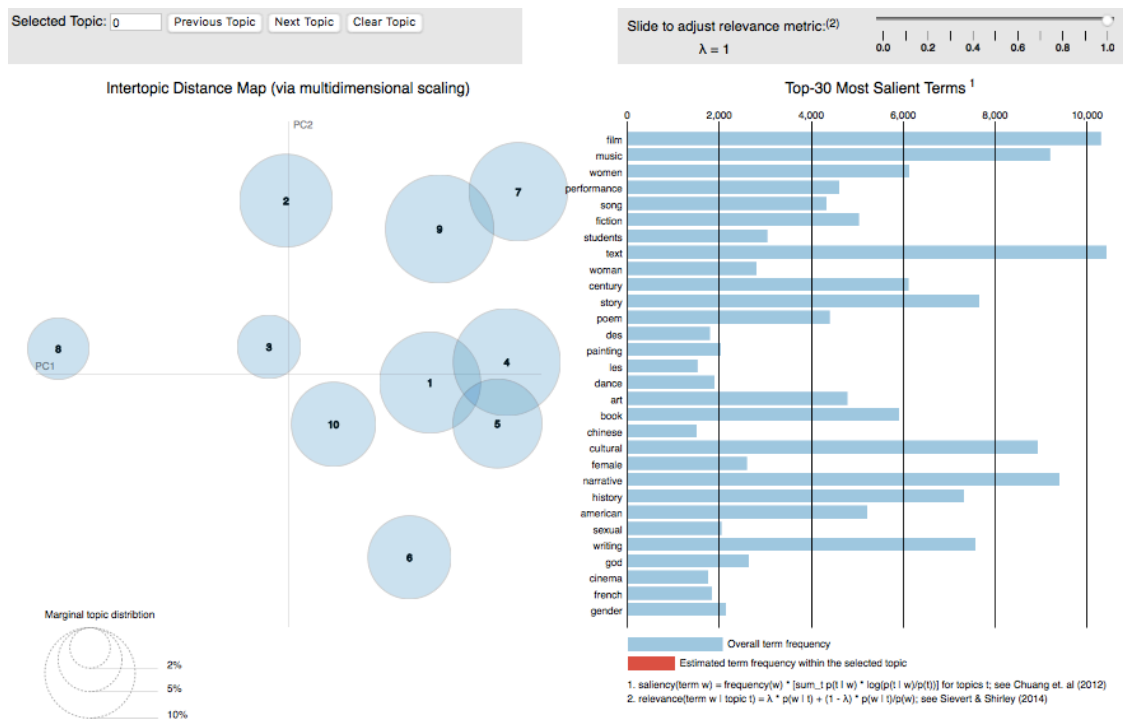 Selected Topic: 0 Previous Topic Next Topic Clear Topic
Slide to adjust relevance metric:(2)
λ = 1
0.0 0.2 0.4 0.6 0.8 1.0
Intertopic Distance Map (via multidimensional scaling)
PC2
PC1
2
7
9
8
3
1
4
10
5
6
Marginal topic distribtion
2%
5%
10%
Top-30 Most Salient Terms 1
0 2,000 4,000 6,000 8,000 10,000
film
music
women
performance
song
fiction
students
text
woman
century
story
poem
des
painting
les
dance
art
book
chinese
cultural
female
narrative
history
american
sexual
writing
god
cinema
french
gender
Overall term frequency
Estimated term frequency within the selected topic
1. saliency(term w) = frequency(w) * [sum_t p(t | w) * log(p(t | w)/p(t))] for topics t; see Chuang et. al (2012)
2. relevance(term w | topic t) = λ * p(w | t) + (1 - λ) * p(w | t)/p(w); see Sievert & Shirley (2014)